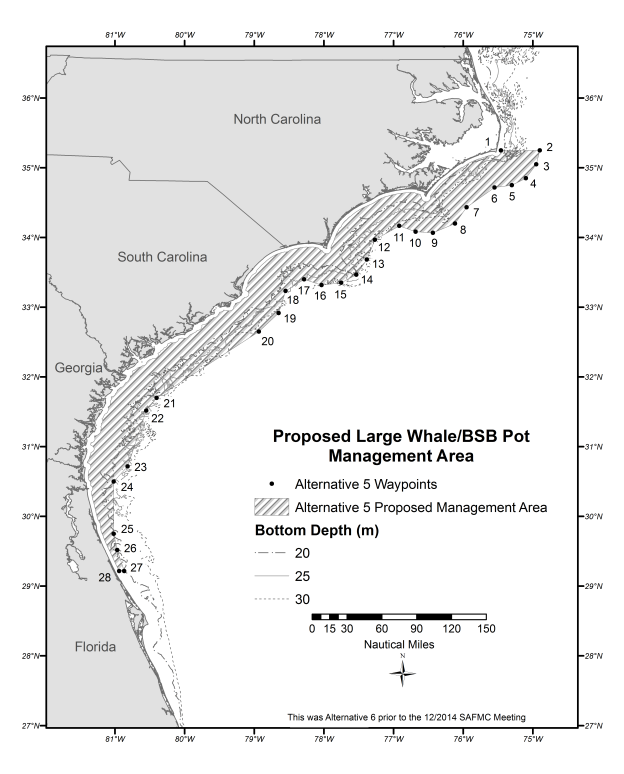 81°W 80°W 79°W 78°W 77°W 76°W 75°W
36°N 36°N
North Carolina
1 2
35°N 35°N
3
4
5
6
7
8
34°N 34°N
11 10 9
12
South Carolina
13
14
17 16 15
18
33°N 33°N
19
20
32°N 32°N
Georgia
21
22
Proposed Large Whale/BSB Pot
Management Area
31°N 31°N
23
Alternative 5 Waypoints
24
Alternative 5 Proposed Management Area
30°N 30°N
Bottom Depth (m)
25
20
26
25
27
28
30
29°N 29°N
0 15 30 60 90 120 150
Nautical Miles
N
Florida
28°N 28°N
This was Alternative 6 prior to the 12/2014 SAFMC Meeting
27°N 27°N
81°W 80°W 79°W 78°W 77°W 76°W 75°W